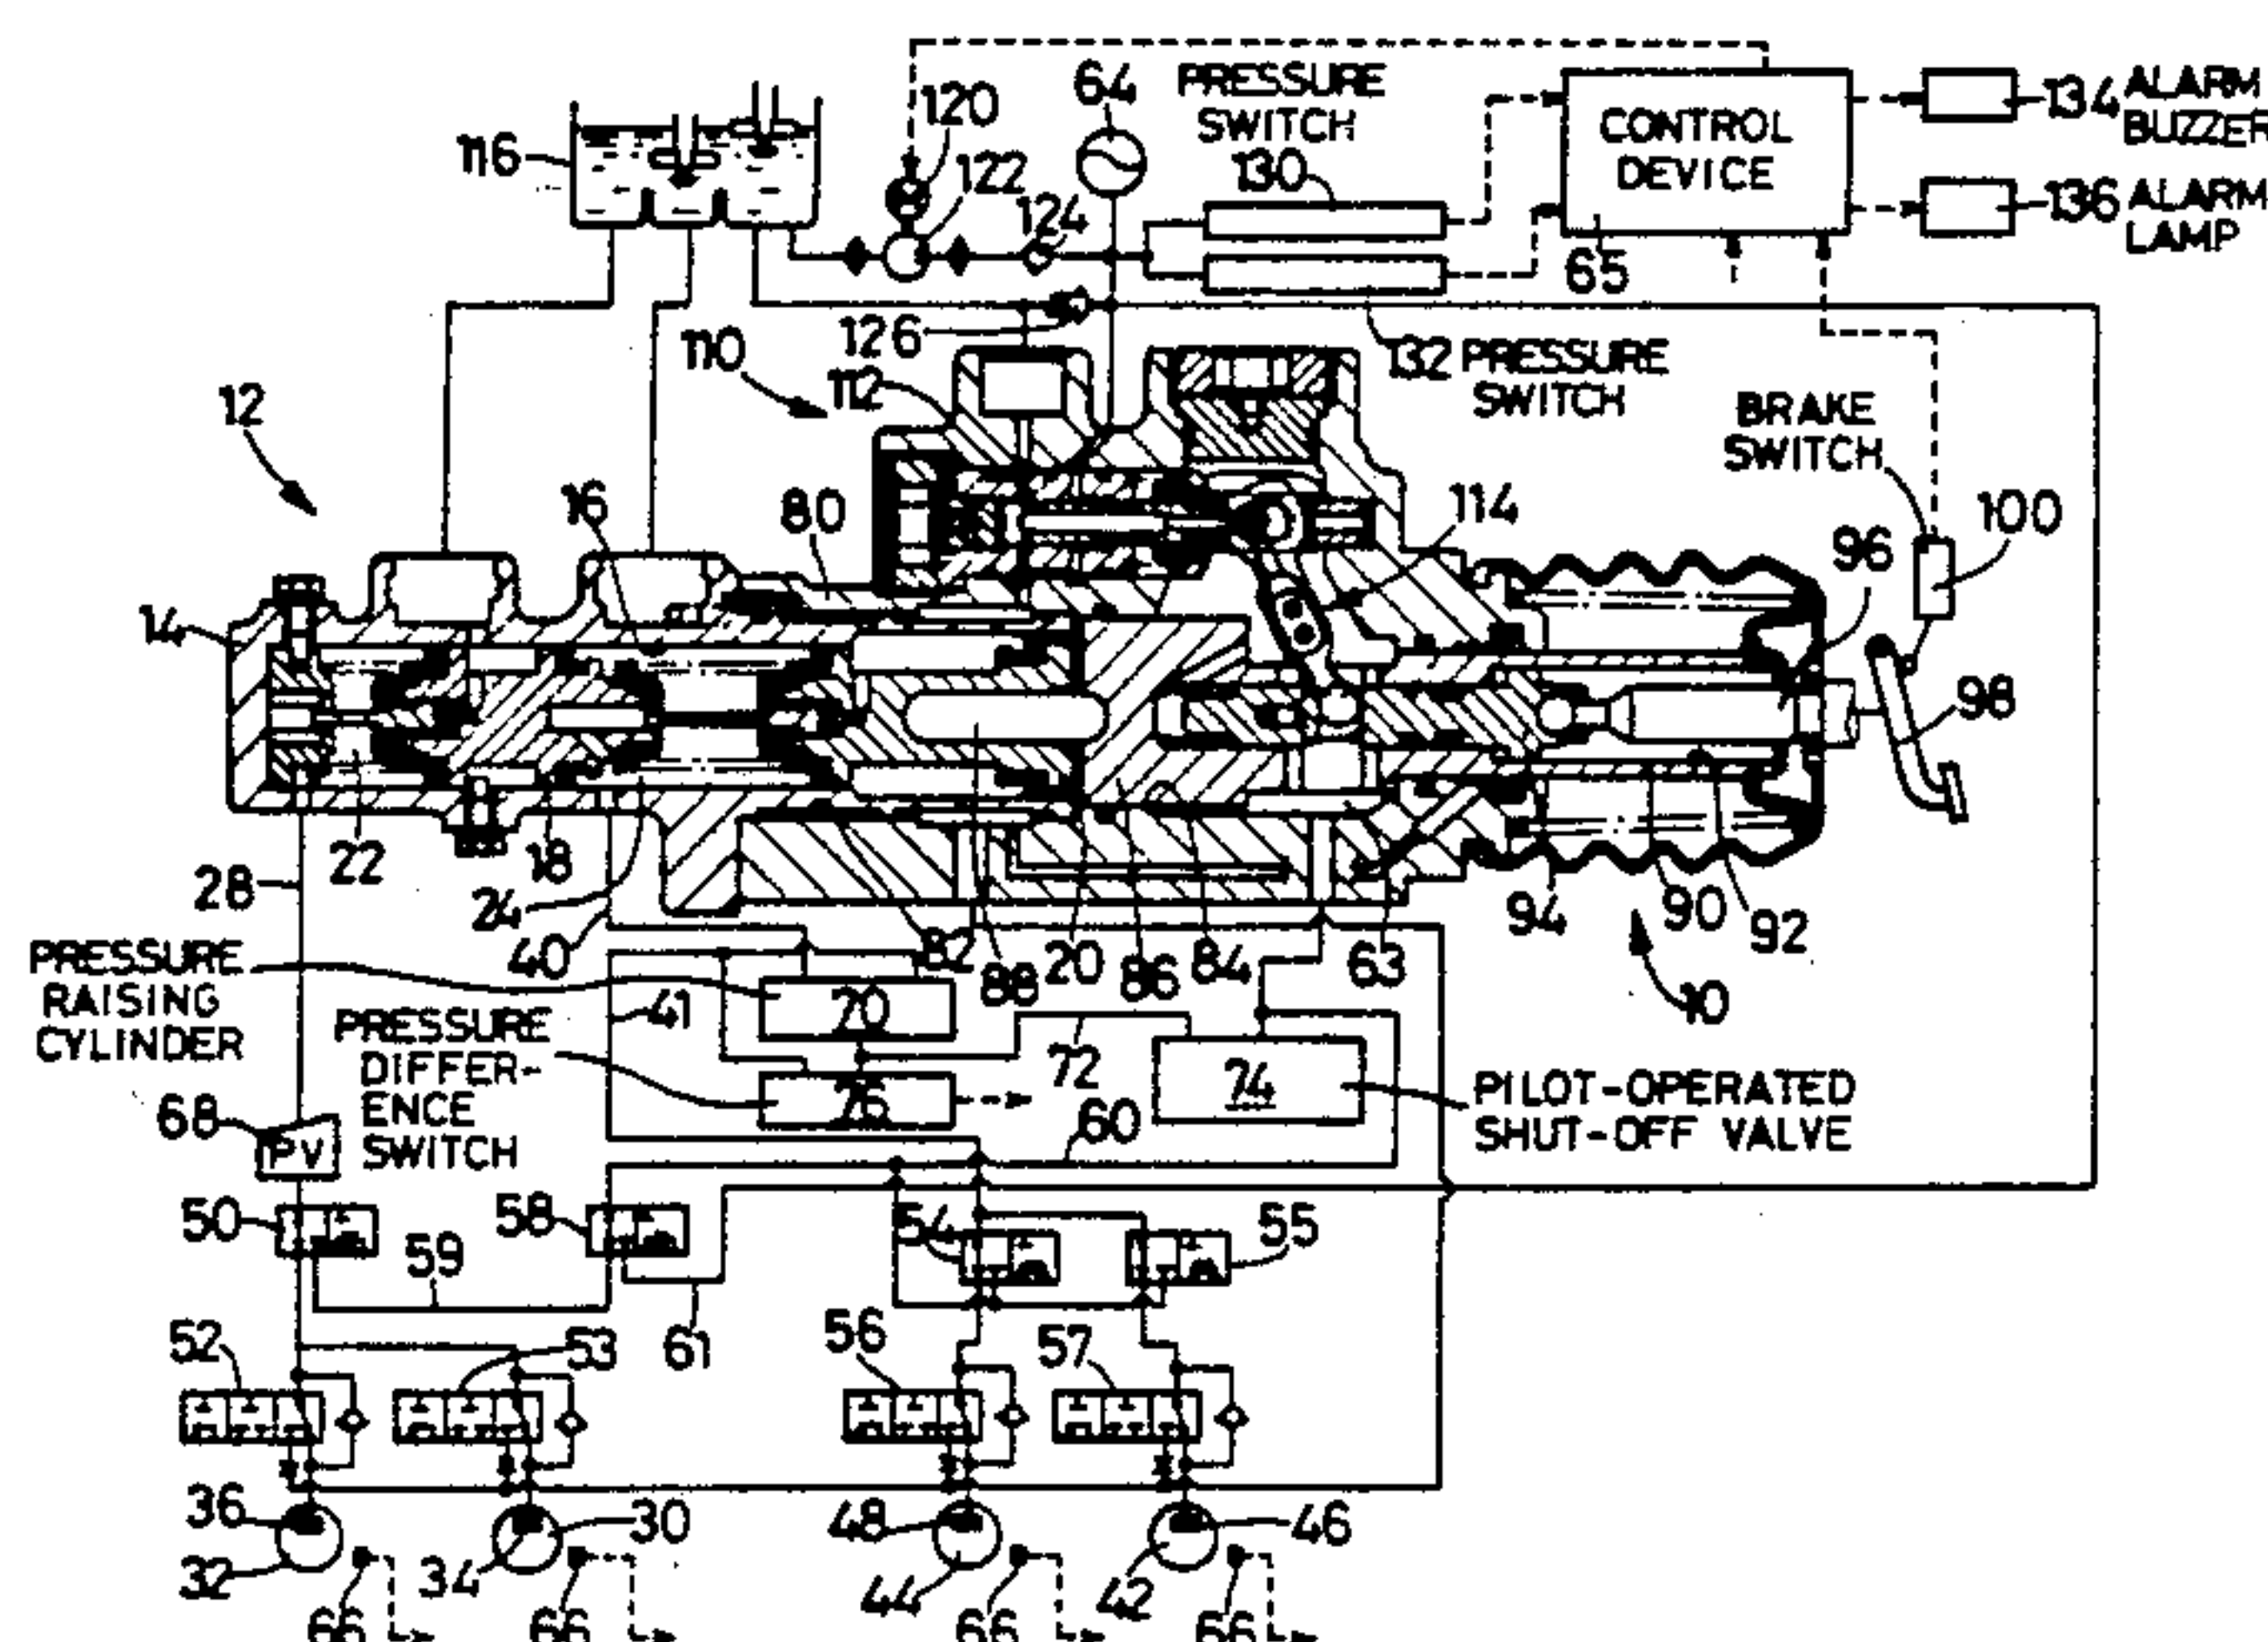 64
PRESSURE
SWITCH
130
120
122
124
116
CONTROL
DEVICE
65
134 ALARM
BUZZER
136 ALARM
LAMP
126
110
112
132 PRESSURE
SWITCH
BRAKE
SWITCH
100
12
16
80
114
96
14
98
28
22
18
24
40
82
88
20
86
84
63
94
90
92
10
PRESSURE
RAISING
CYLINDER
41
70
PRESSURE
DIFFER-
ENCE
SWITCH
76
72
74
PILOT-OPERATED
SHUT-OFF VALVE
60
68
PV
50
58
59
54
55
61
52
53
56
57
36
32
34
30
48
44
42
46
66
66
66
66